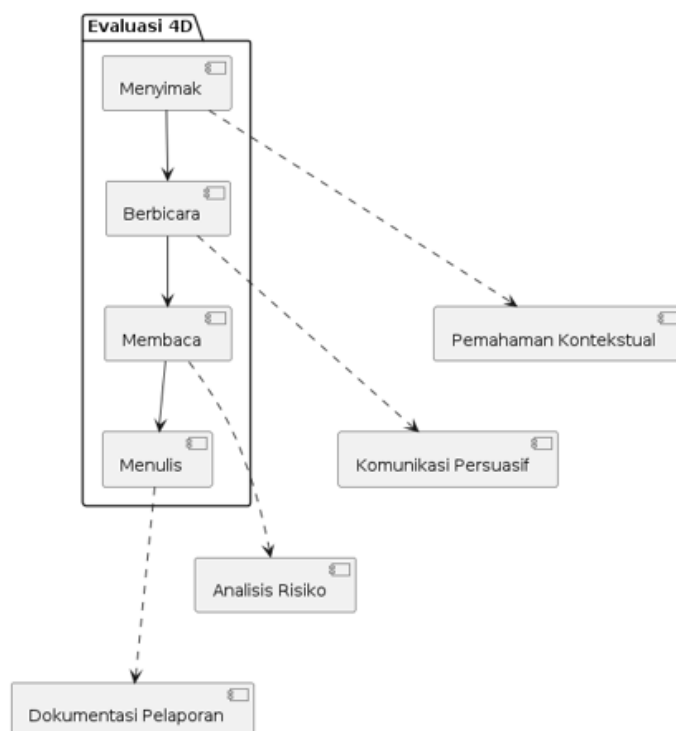 Evaluasi 4D
Menyimak
Berbicara
Membaca
Pemahaman Kontekstual
Menulis
Komunikasi Persuasif
Analisis Risiko
Dokumentasi Pelaporan